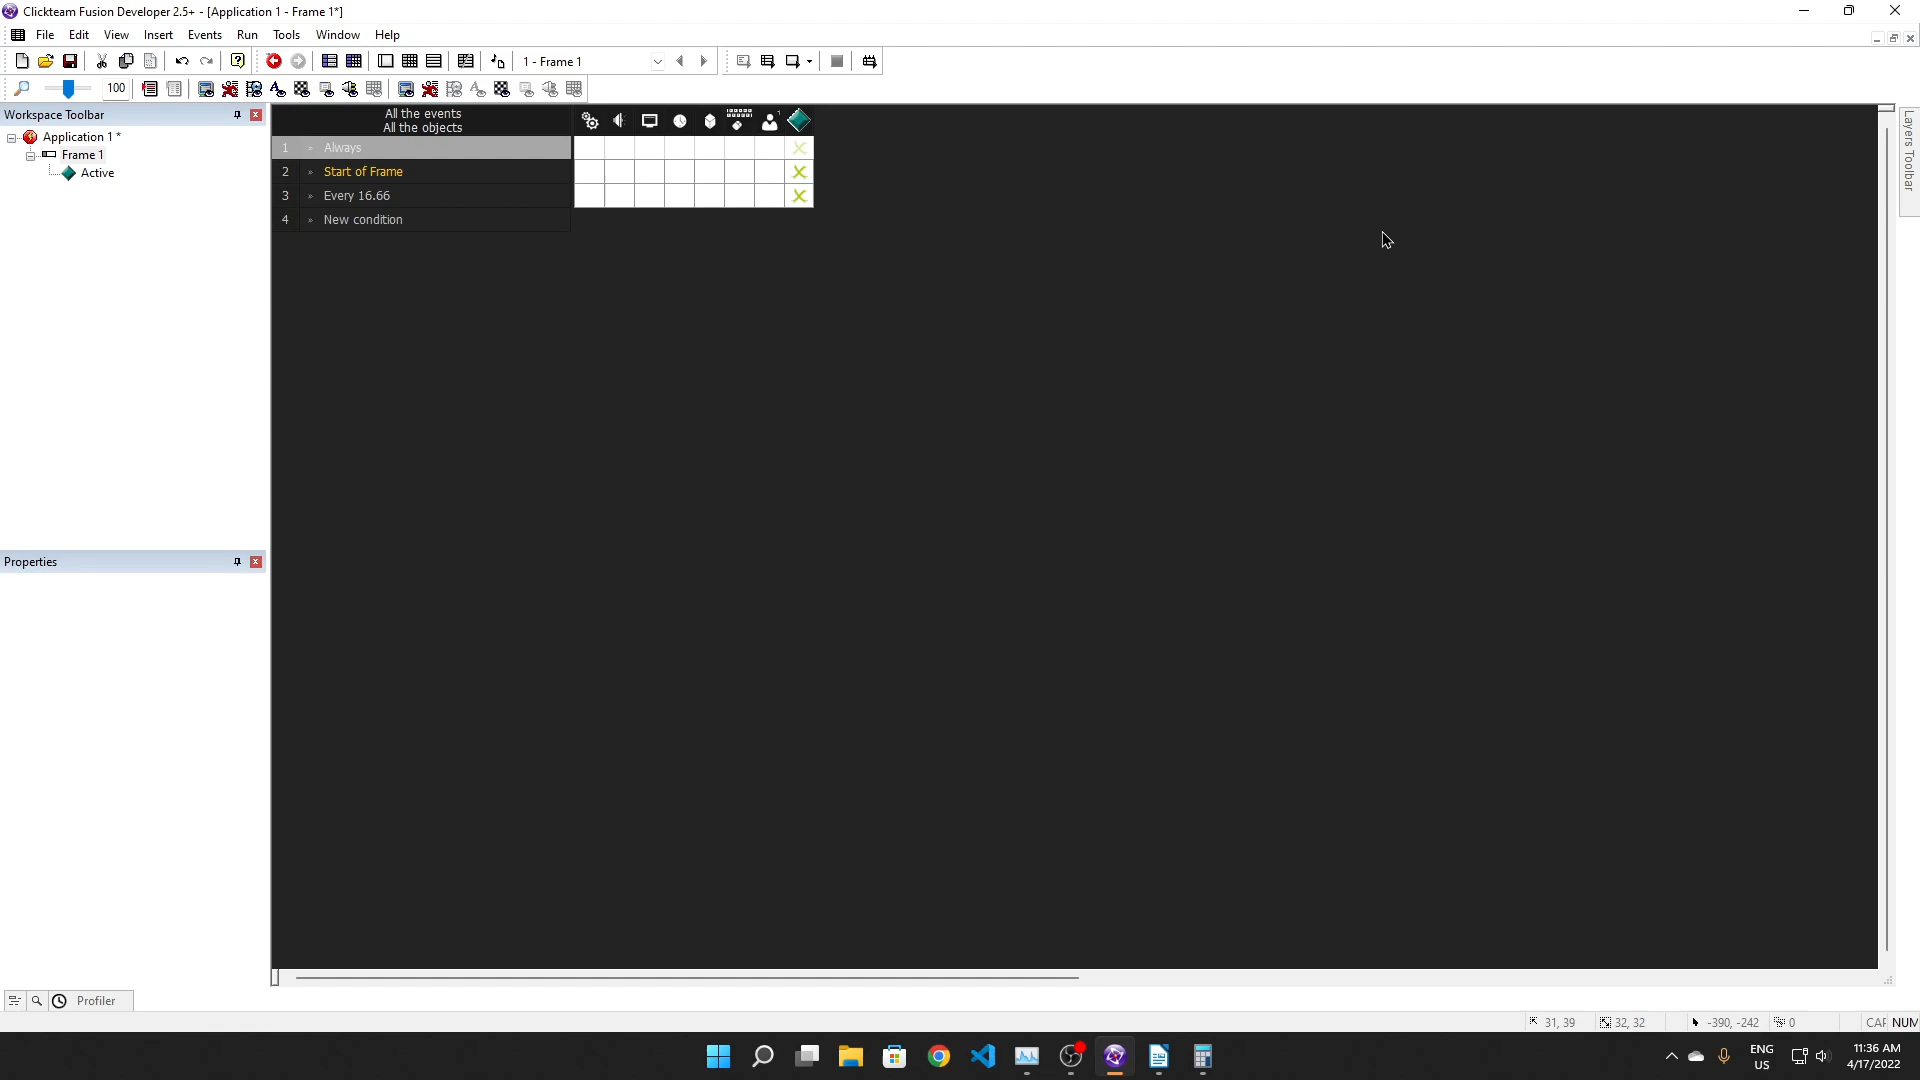 Clickteam Fusion Developer 2.5+ - [Application 1 - Frame 1*]
File Edit View Insert Events Run Tools Window Help
1 - Frame 1
100
Workspace Toolbar
Application 1 *
Frame 1
Active
Properties
All the events
All the objects
1 » Always
2 » Start of Frame
3 » Every 16.66
4 » New condition
Layers Toolbar
Profiler
31, 39 32, 32 -390, -242 0 CAP NUM
ENG
US
11:36 AM
4/17/2022